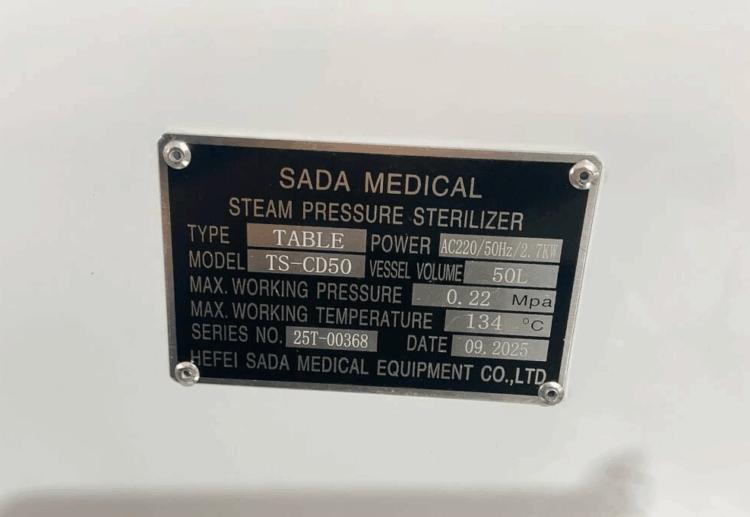 SADA MEDICAL
STEAM PRESSURE STERILIZER
TYPE TABLE POWER AC220/50Hz/2.7KW
MODEL TS-CD50 VESSEL VOLUME 50L
MAX. WORKING PRESSURE 0.22 Mpa
MAX. WORKING TEMPERATURE 134 °C
SERIES NO. 25T-00368 DATE 09.2025
HEFEI SADA MEDICAL EQUIPMENT CO.,LTD